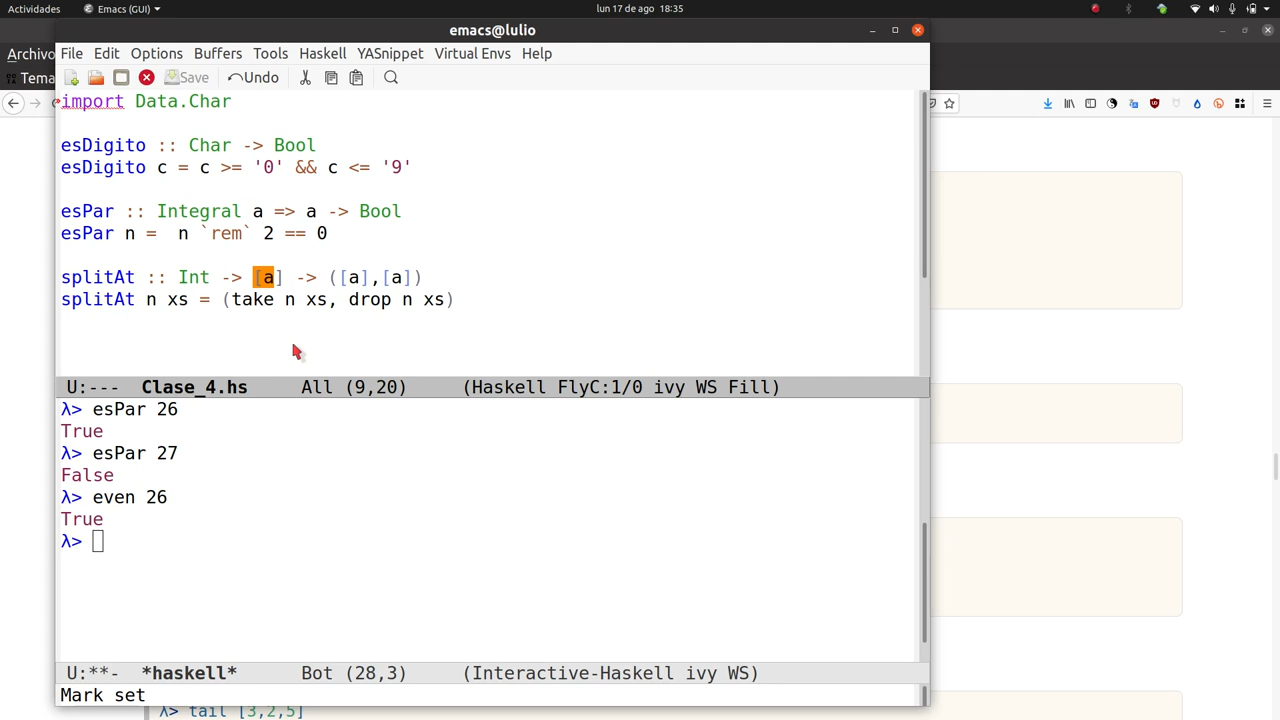 Actividades Emacs (GUI) lun 17 de ago 18:35
emacs@lulio
Archivo
File Edit Options Buffers Tools Haskell YASnippet Virtual Envs Help
Tema
Save Undo
import Data.Char
esDigito :: Char -> Bool
esDigito c = c >= '0' && c <= '9'
esPar :: Integral a => a -> Bool
esPar n =  n `rem` 2 == 0
splitAt :: Int -> [a] -> ([a],[a])
splitAt n xs = (take n xs, drop n xs)
U:--- Clase_4.hs All (9,20) (Haskell FlyC:1/0 ivy WS Fill)
λ> esPar 26
True
λ> esPar 27
False
λ> even 26
True
λ>
U:**- *haskell* Bot (28,3) (Interactive-Haskell ivy WS)
Mark set
λ> tail [3,2,5]